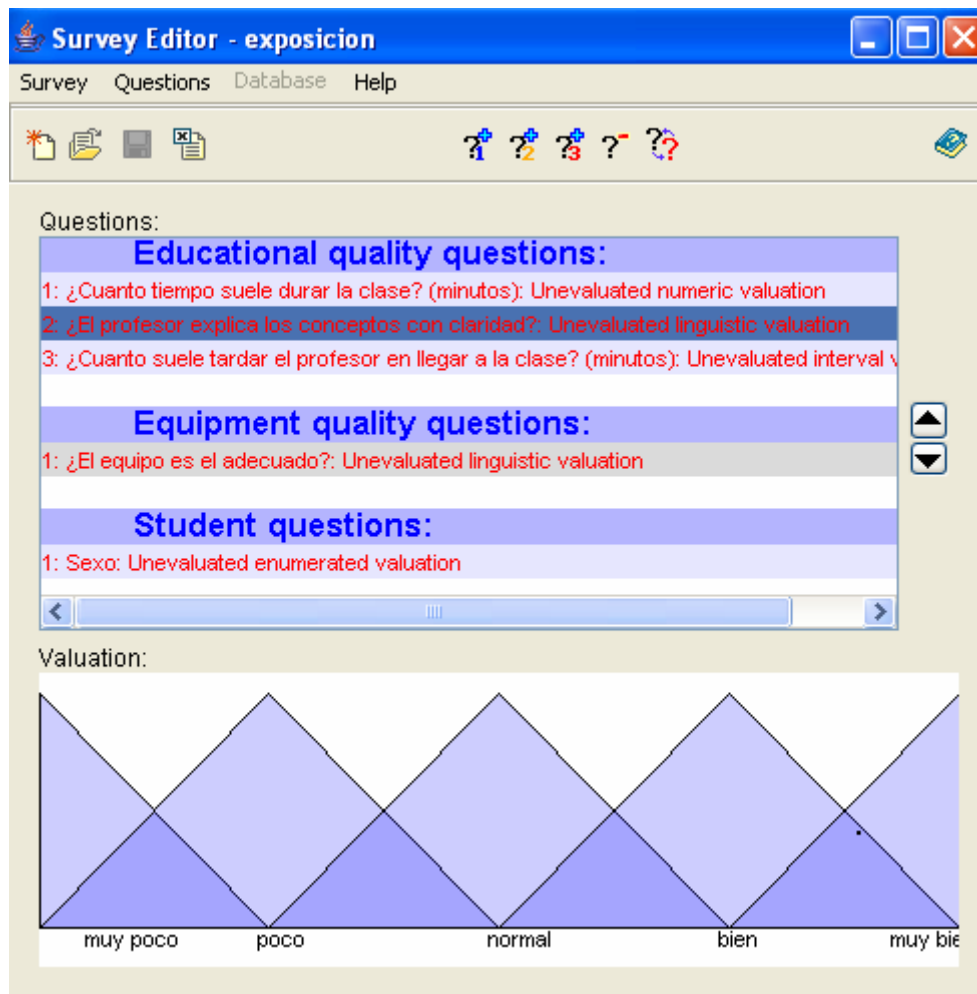 Survey Editor - exposicion
Survey Questions Database Help
?1 ?2 ?3 ?- ??
Questions:
Educational quality questions:
1: ¿Cuanto tiempo suele durar la clase? (minutos): Unevaluated numeric valuation
2: ¿El profesor explica los conceptos con claridad?: Unevaluated linguistic valuation
3: ¿Cuanto suele tardar el profesor en llegar a la clase? (minutos): Unevaluated interval v
Equipment quality questions:
1: ¿El equipo es el adecuado?: Unevaluated linguistic valuation
Student questions:
1: Sexo: Unevaluated enumerated valuation
Valuation:
muy poco poco normal bien muy bie